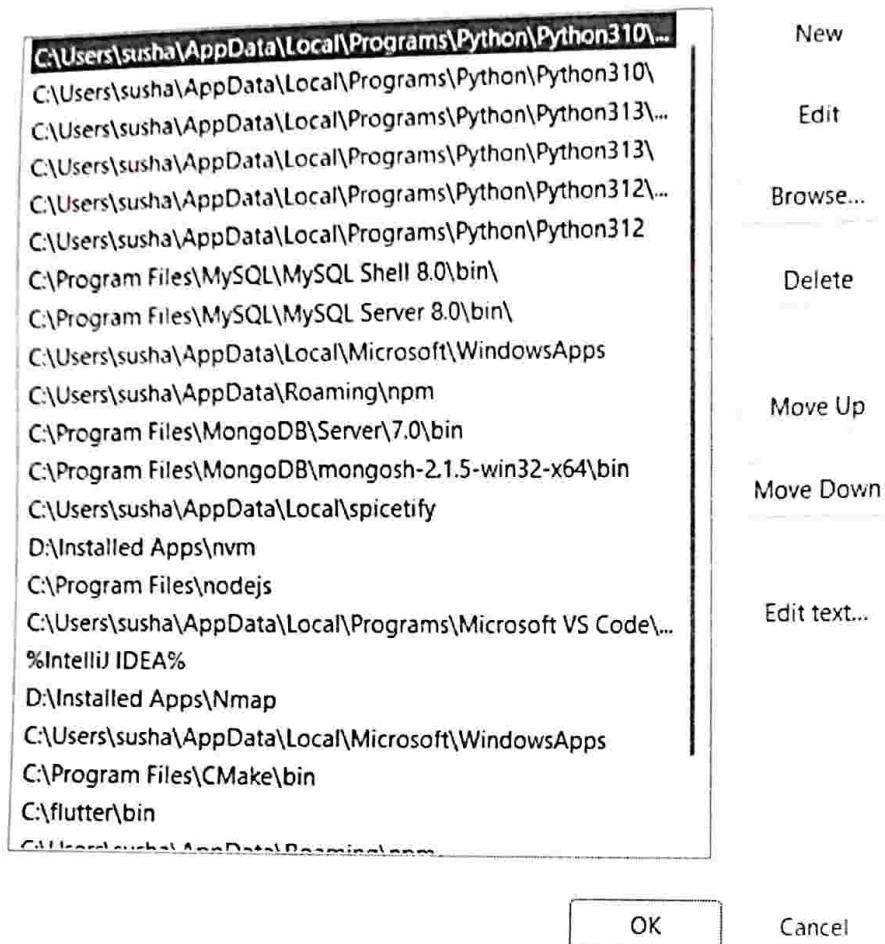 C:\Users\susha\AppData\Local\Programs\Python\Python310\...
C:\Users\susha\AppData\Local\Programs\Python\Python310\
C:\Users\susha\AppData\Local\Programs\Python\Python313\...
C:\Users\susha\AppData\Local\Programs\Python\Python313\
C:\Users\susha\AppData\Local\Programs\Python\Python312\...
C:\Users\susha\AppData\Local\Programs\Python\Python312
C:\Program Files\MySQL\MySQL Shell 8.0\bin\
C:\Program Files\MySQL\MySQL Server 8.0\bin\
C:\Users\susha\AppData\Local\Microsoft\WindowsApps
C:\Users\susha\AppData\Roaming\npm
C:\Program Files\MongoDB\Server\7.0\bin
C:\Program Files\MongoDB\mongosh-2.1.5-win32-x64\bin
C:\Users\susha\AppData\Local\spicetify
D:\Installed Apps\nvm
C:\Program Files\nodejs
C:\Users\susha\AppData\Local\Programs\Microsoft VS Code\...
%IntelliJ IDEA%
D:\Installed Apps\Nmap
C:\Users\susha\AppData\Local\Microsoft\WindowsApps
C:\Program Files\CMake\bin
C:\flutter\bin
C:\Users\susha\AppData\Roaming\npm
New
Edit
Browse...
Delete
Move Up
Move Down
Edit text...
OK
Cancel